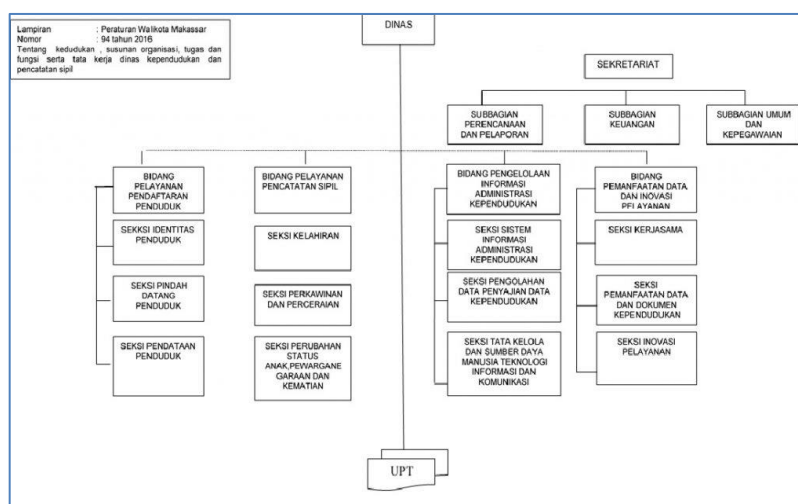 Lampiran : Peraturan Walikota Makassar
Nomor : 94 tahun 2016
Tentang kedudukan , susunan organisasi, tugas dan
fungsi serta tata kerja dinas kependudukan dan
pencatatan sipil
DINAS
SEKRETARIAT
SUBBAGIAN
PERENCANAAN
DAN PELAPORAN
SUBBAGIAN
KEUANGAN
SUBBAGIAN UMUM
DAN
KEPEGAWAIAN
BIDANG
PELAYANAN
PENDAFTARAN
PENDUDUK
BIDANG PELAYANAN
PENCATATAN SIPIL
BIDANG PENGELOLAAN
INFORMASI
ADMINISTRASI
KEPENDUDUKAN
BIDANG
PEMANFAATAN DATA
DAN INOVASI
PELAYANAN
SEKKSI IDENTITAS
PENDUDUK
SEKSI KELAHIRAN
SEKSI SISTEM
INFORMASI
ADMINISTRASI
KEPENDUDUKAN
SEKSI KERJASAMA
SEKSI PINDAH
DATANG
PENDUDUK
SEKSI PERKAWINAN
DAN PERCERAIAN
SEKSI PENGOLAHAN
DATA PENYAJIAN DATA
KEPENDUDUKAN
SEKSI
PEMANFAATAN DATA
DAN DOKUMEN
KEPENDUDUKAN
SEKSI PENDATAAN
PENDUDUK
SEKSI PERUBAHAN
STATUS
ANAK,PEWARGANE
GARAAN DAN
KEMATIAN
SEKSI TATA KELOLA
DAN SUMBER DAYA
MANUSIA TEKNOLOGI
INFORMASI DAN
KOMUNIKASI
SEKSI INOVASI
PELAYANAN
UPT